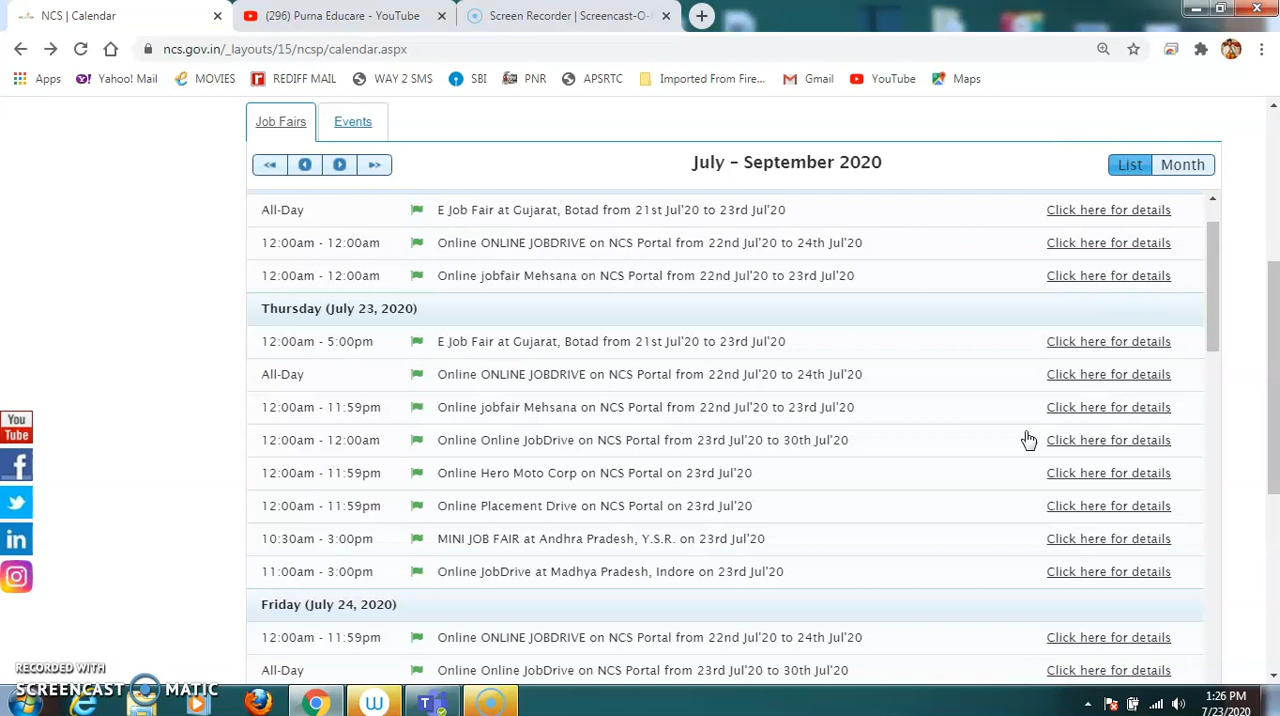 NCS | Calendar
(296) Purna Educare - YouTube
Screen Recorder | Screencast-O-
ncs.gov.in/_layouts/15/ncsp/calendar.aspx
Apps Yahoo! Mail MOVIES REDIFF MAIL WAY 2 SMS SBI PNR APSRTC Imported From Fire... Gmail YouTube Maps
Job Fairs Events
July – September 2020
List Month
All-Day E Job Fair at Gujarat, Botad from 21st Jul'20 to 23rd Jul'20 Click here for details
12:00am - 12:00am Online ONLINE JOBDRIVE on NCS Portal from 22nd Jul'20 to 24th Jul'20 Click here for details
12:00am - 12:00am Online jobfair Mehsana on NCS Portal from 22nd Jul'20 to 23rd Jul'20 Click here for details
Thursday (July 23, 2020)
12:00am - 5:00pm E Job Fair at Gujarat, Botad from 21st Jul'20 to 23rd Jul'20 Click here for details
All-Day Online ONLINE JOBDRIVE on NCS Portal from 22nd Jul'20 to 24th Jul'20 Click here for details
12:00am - 11:59pm Online jobfair Mehsana on NCS Portal from 22nd Jul'20 to 23rd Jul'20 Click here for details
12:00am - 12:00am Online Online JobDrive on NCS Portal from 23rd Jul'20 to 30th Jul'20 Click here for details
12:00am - 11:59pm Online Hero Moto Corp on NCS Portal on 23rd Jul'20 Click here for details
12:00am - 11:59pm Online Placement Drive on NCS Portal on 23rd Jul'20 Click here for details
10:30am - 3:00pm MINI JOB FAIR at Andhra Pradesh, Y.S.R. on 23rd Jul'20 Click here for details
11:00am - 3:00pm Online JobDrive at Madhya Pradesh, Indore on 23rd Jul'20 Click here for details
Friday (July 24, 2020)
12:00am - 11:59pm Online ONLINE JOBDRIVE on NCS Portal from 22nd Jul'20 to 24th Jul'20 Click here for details
All-Day Online Online JobDrive on NCS Portal from 23rd Jul'20 to 30th Jul'20 Click here for details
You
Tube
RECORDED WITH
SCREENCAST MATIC
1:26 PM
7/23/2020